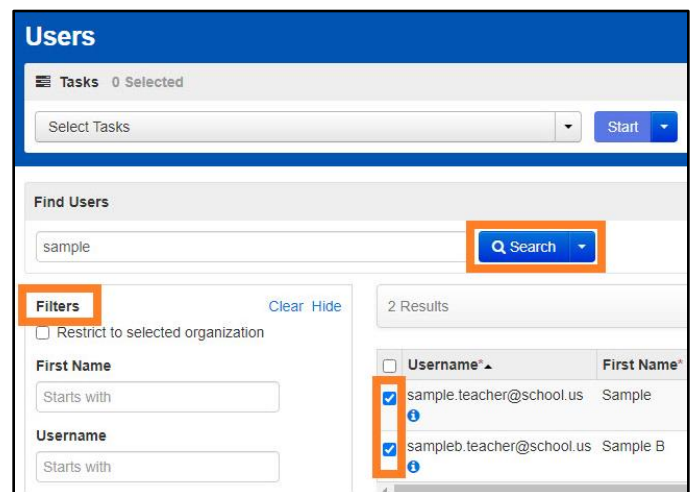 Users
Tasks 0 Selected
Select Tasks
Start
Find Users
sample
Search
Filters Clear Hide
Restrict to selected organization
First Name
Starts with
Username
Starts with
2 Results
Username* First Name*
sample.teacher@school.us Sample
sampleb.teacher@school.us Sample B